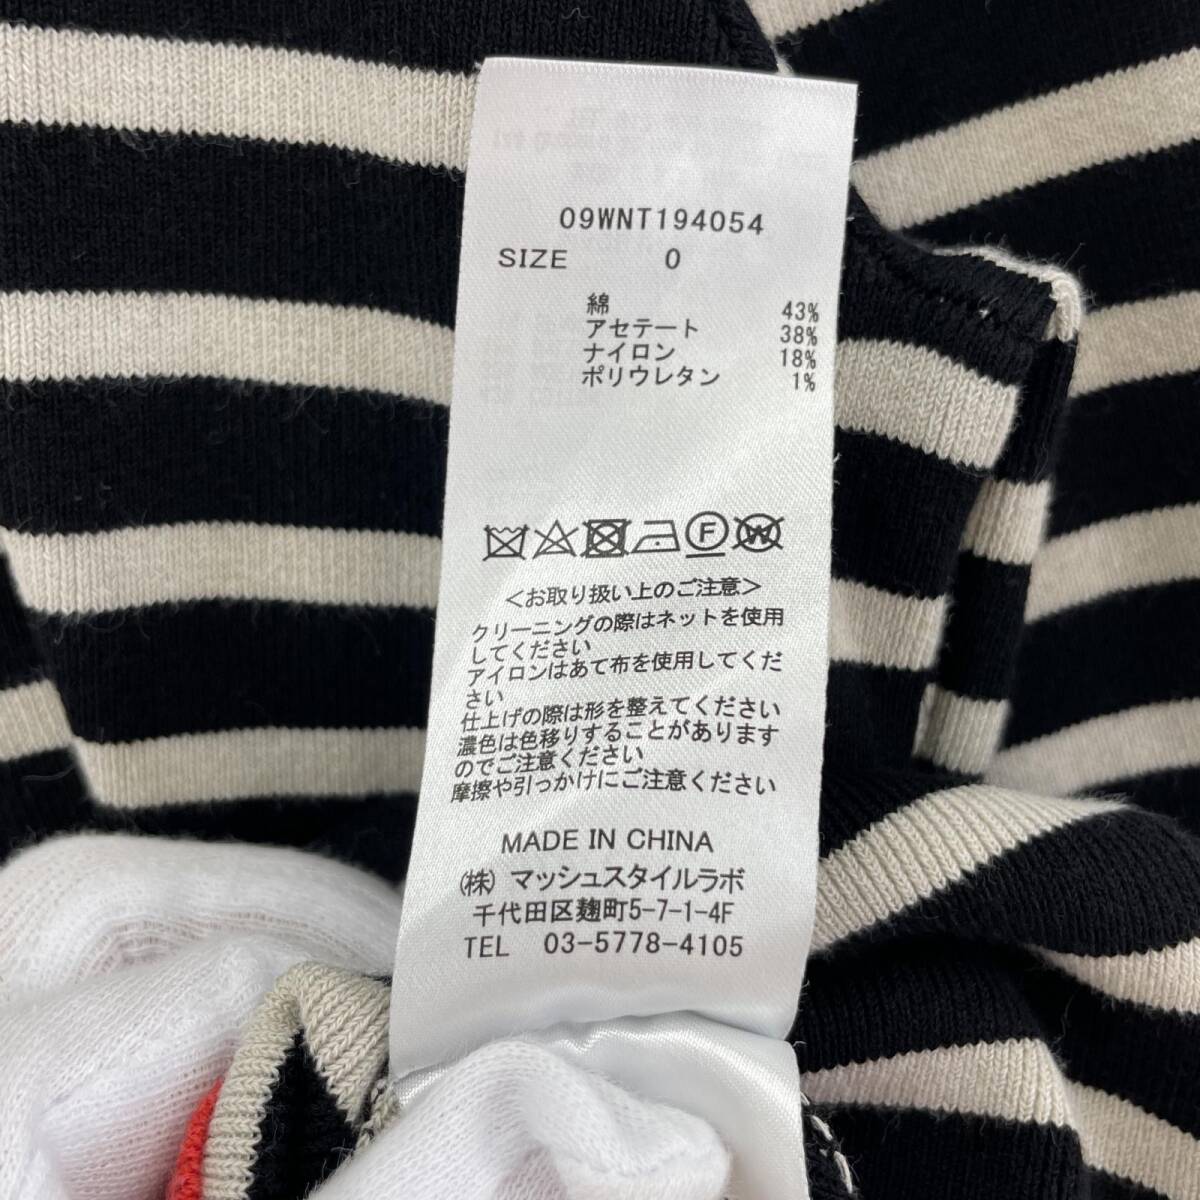 09WNT194054
SIZE 0
綿 43%
アセテート 38%
ナイロン 18%
ポリウレタン 1%
F W
<お取り扱い上のご注意>
クリーニングの際はネットを使用
してください
アイロンはあて布を使用してくだ
さい
仕上げの際は形を整えてください
濃色は色移りすることがあります
のでご注意ください
摩擦や引っかけにご注意ください
MADE IN CHINA
㈱ マッシュスタイルラボ
千代田区麹町5-7-1-4F
TEL 03-5778-4105